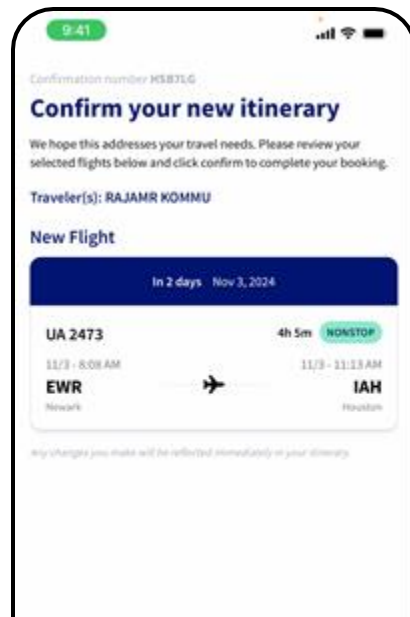 9:41
Confirmation number HSB7LG
Confirm your new itinerary
We hope this addresses your travel needs. Please review your
selected flights below and click confirm to complete your booking.
Traveler(s): RAJAMR KOMMU
New Flight
In 2 days Nov 3, 2024
UA 2473 4h 5m NONSTOP
11/3 - 8:08 AM 11/3 - 11:13 AM
EWR IAH
Newark Houston
Any changes you make will be reflected immediately in your itinerary.